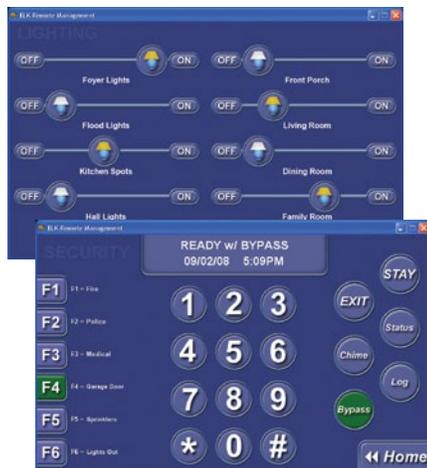 ELK Remote Management
LIGHTING
OFF ON OFF ON
Foyer Lights Front Porch
OFF ON OFF ON
Flood Lights Living Room
OFF ON OFF ON
Kitchen Spots Dining Room
OFF ON OFF ON
Hall Lights Family Room
ELK Remote Management
SECURITY
READY w/ BYPASS
09/02/08 5:09PM
STAY
EXIT
Status
Chime
Log
Bypass
F1 F1 = Fire
F2 F2 = Police
F3 F3 = Medical
F4 F4 = Garage Door
F5 F5 = Sprinklers
F6 F6 = Lights Out
1 2 3
4 5 6
7 8 9
* 0 #
Home